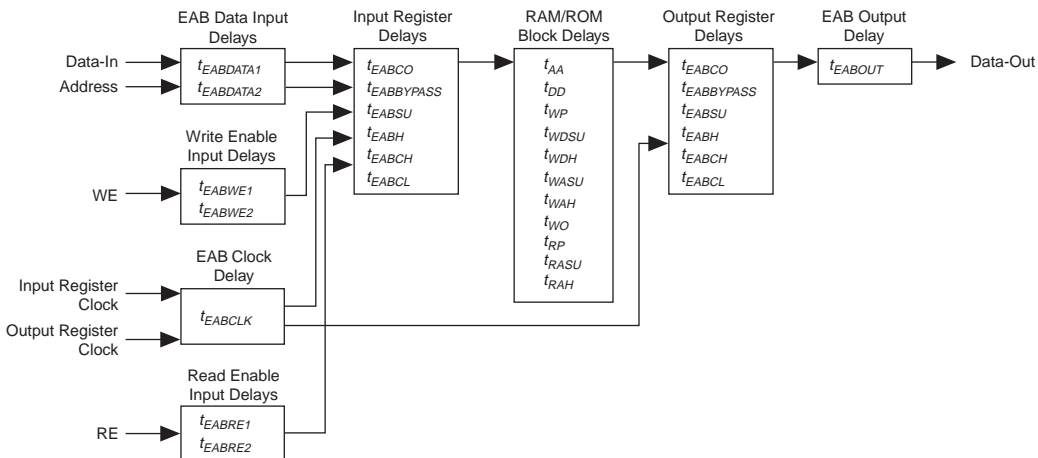 EAB Data Input
Delays
Input Register
Delays
RAM/ROM
Block Delays
Output Register
Delays
EAB Output
Delay
Data-In
Address
tEABDATA1
tEABDATA2
tEABCO
tEABBYPASS
tEABSU
tEABH
tEABCH
tEABCL
tAA
tDD
tWP
tWDSU
tWDH
tWASU
tWAH
tWO
tRP
tRASU
tRAH
tEABCO
tEABBYPASS
tEABSU
tEABH
tEABCH
tEABCL
tEABOUT
Data-Out
Write Enable
Input Delays
WE
tEABWE1
tEABWE2
EAB Clock
Delay
Input Register
Clock
Output Register
Clock
tEABCLK
Read Enable
Input Delays
RE
tEABRE1
tEABRE2